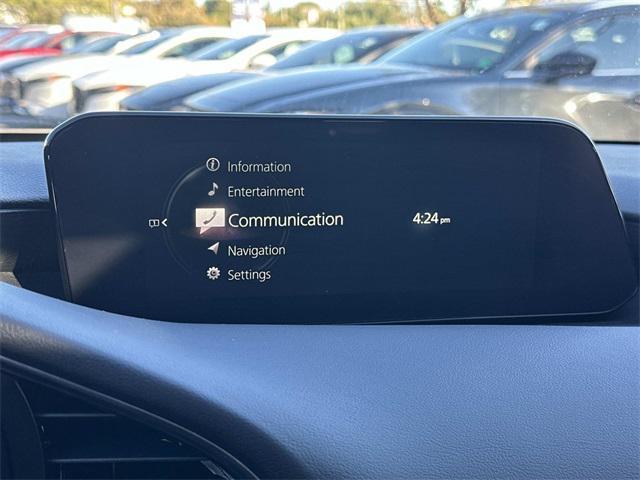 Information
Entertainment
Communication
4:24 pm
Navigation
Settings